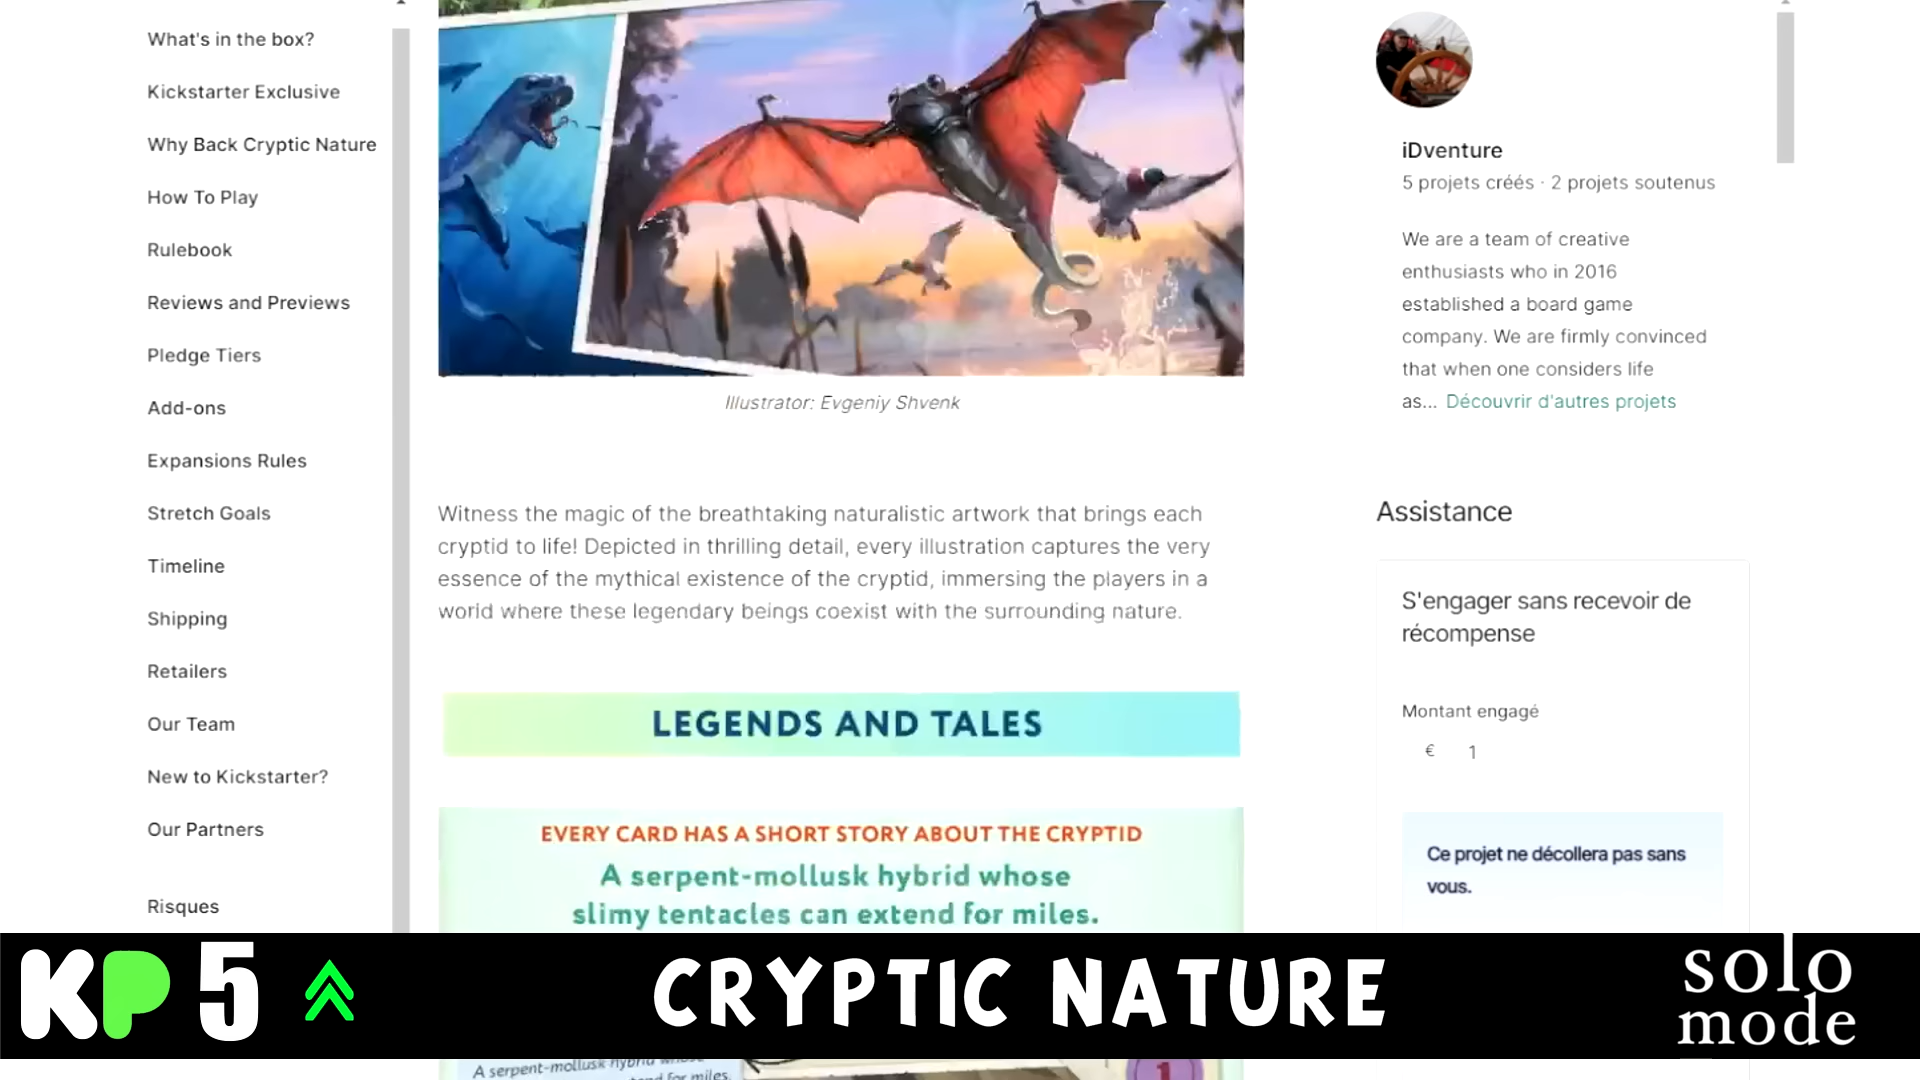 What's in the box?
Kickstarter Exclusive
Why Back Cryptic Nature
How To Play
Rulebook
Reviews and Previews
Pledge Tiers
Add-ons
Expansions Rules
Stretch Goals
Timeline
Shipping
Retailers
Our Team
New to Kickstarter?
Our Partners
Risques
Illustrator: Evgeniy Shvenk
Witness the magic of the breathtaking naturalistic artwork that brings each
cryptid to life! Depicted in thrilling detail, every illustration captures the very
essence of the mythical existence of the cryptid, immersing the players in a
world where these legendary beings coexist with the surrounding nature.
LEGENDS AND TALES
EVERY CARD HAS A SHORT STORY ABOUT THE CRYPTID
A serpent-mollusk hybrid whose
slimy tentacles can extend for miles.
iDventure
5 projets créés · 2 projets soutenus
We are a team of creative
enthusiasts who in 2016
established a board game
company. We are firmly convinced
that when one considers life
as... Découvrir d'autres projets
Assistance
S'engager sans recevoir de
récompense
Montant engagé
€ 1
Ce projet ne décollera pas sans
vous.
KP 5
CRYPTIC NATURE
solo
mode
A serpent-mollusk hybrid whose
for miles.
1